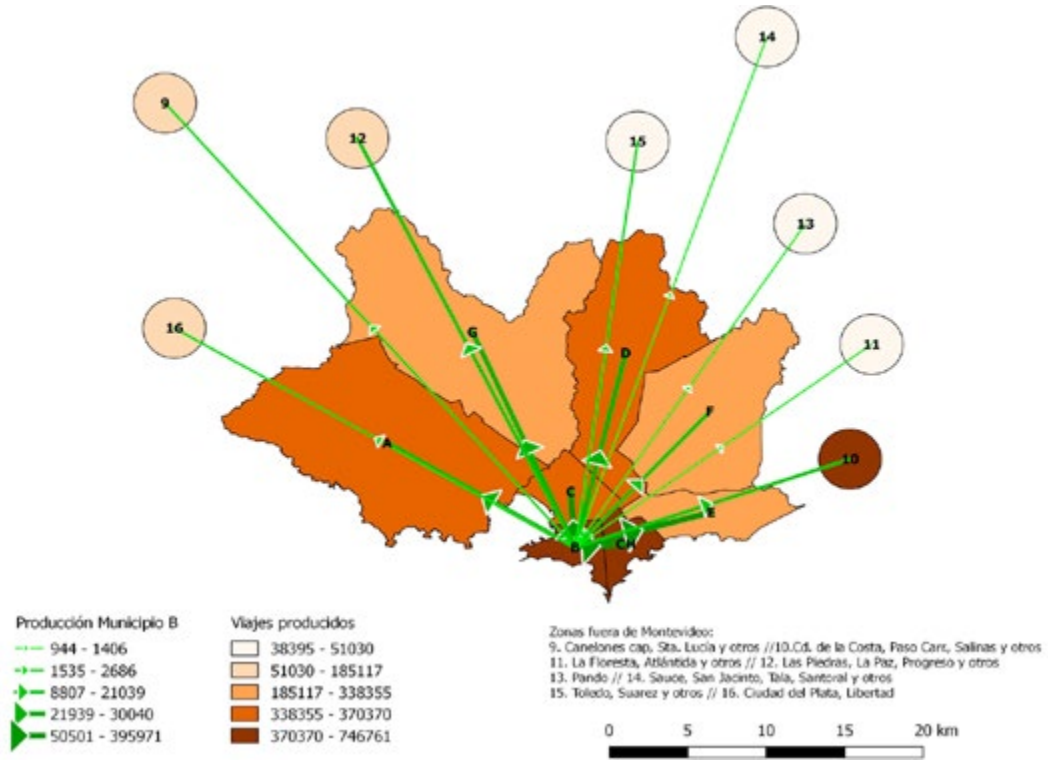 14
9
12
15
13
16
11
G
D
F
A
10
C
E
B
CH
Producción Municipio B
944 - 1406
1535 - 2686
8807 - 21039
21939 - 30040
50501 - 395971
Viajes producidos
38395 - 51030
51030 - 185117
185117 - 338355
338355 - 370370
370370 - 746761
Zonas fuera de Montevideo:
9. Canelones cap, Sta. Lucía y otros //10.Cd. de la Costa, Paso Carr, Salinas y otros
11. La Floresta, Atlántida y otros // 12. Las Piedras, La Paz, Progreso y otros
13. Pando // 14. Sauce, San Jacinto, Tala, Santoral y otros
15. Toledo, Suarez y otros // 16. Ciudad del Plata, Libertad
0 5 10 15 20 km